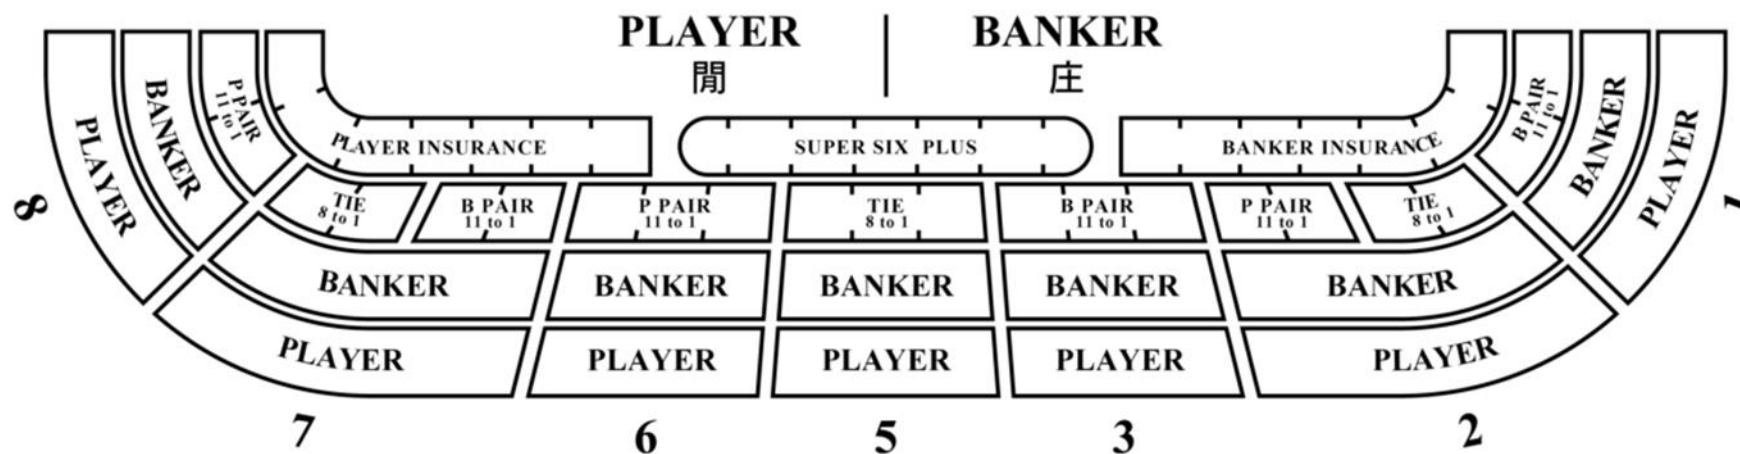 PLAYER
閒
BANKER
庄
PLAYER
BANKER
P PAIR
11 to 1
PLAYER INSURANCE
SUPER SIX PLUS
BANKER INSURANCE
B PAIR
11 to 1
BANKER
PLAYER
TIE
8 to 1
B PAIR
11 to 1
P PAIR
11 to 1
TIE
8 to 1
B PAIR
11 to 1
P PAIR
11 to 1
TIE
8 to 1
BANKER
BANKER
BANKER
BANKER
BANKER
PLAYER
PLAYER
PLAYER
PLAYER
PLAYER
8
7
6
5
3
2
1